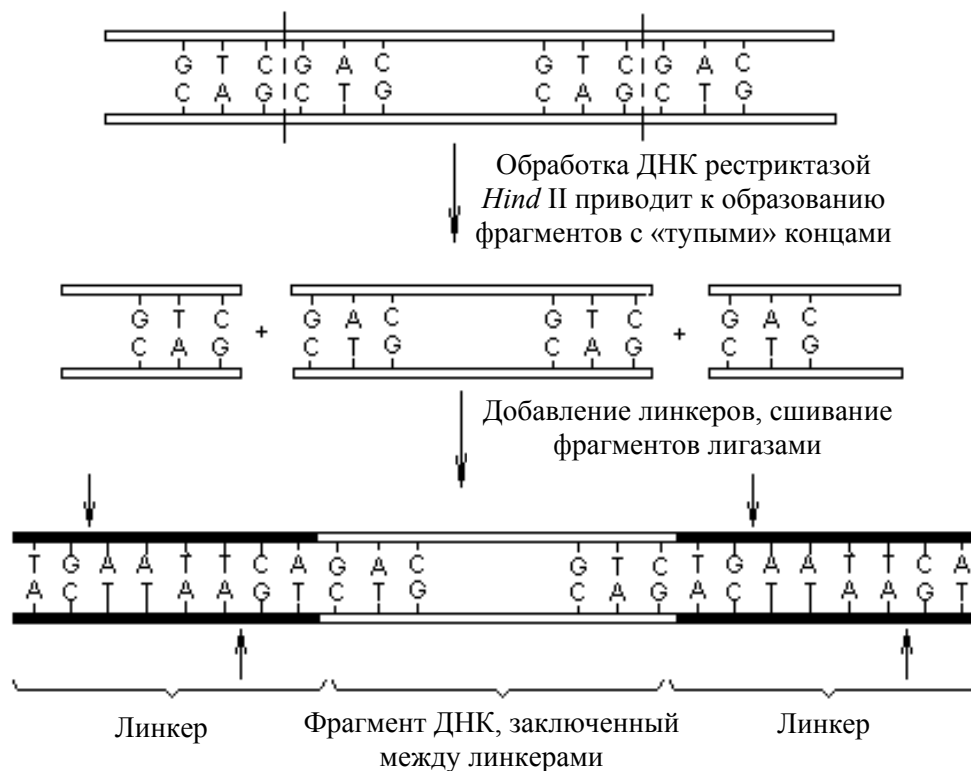 G T C G A C G T C G A C
C A G C T G C A G C T G
Обработка ДНК рестриктазой
Hind II приводит к образованию
фрагментов с «тупыми» концами
G T C + G A C G T C + G A C
C A G C T G C A G C T G
Добавление линкеров, сшивание
фрагментов лигазами
T G A A T T C A G A C G T C T G A A T T C A
A C T T A A G T C T G C A G A C T T A A G T
Линкер
Фрагмент ДНК, заключенный
между линкерами
Линкер